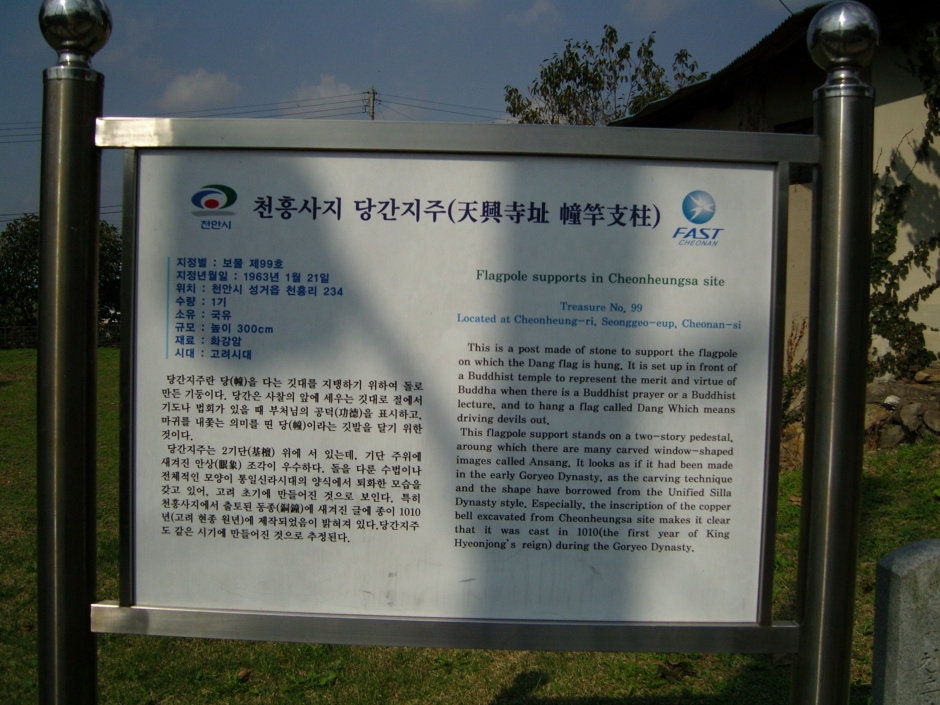 천안시
천흥사지 당간지주(天興寺址 幢竿支柱)
FAST
CHEONAN
지정별 : 보물 제99호
지정년월일 : 1963년 1월 21일
위치 : 천안시 성거읍 천흥리 234
수량 : 1기
소유 : 국유
규모 : 높이 300cm
재료 : 화강암
시대 : 고려시대
당간지주란 당(幢)을 다는 깃대를 지탱하기 위하여 돌로
만든 기둥이다. 당간은 사찰의 앞에 세우는 깃대로 절에서
기도나 법회가 있을 때 부처님의 공덕(功德)을 표시하고,
마귀를 내쫓는 의미를 띤 당(幢)이라는 깃발을 달기 위한
것이다.
당간지주는 2기단(基檀) 위에 서 있는데, 기단 주위에
새겨진 안상(眼象) 조각이 우수하다. 돌을 다룬 수법이나
전체적인 모양이 통일신라시대의 양식에서 퇴화한 모습을
갖고 있어, 고려 초기에 만들어진 것으로 보인다. 특히
천흥사지에서 출토된 동종(銅鐘)에 새겨진 글에 종이 1010
년(고려 현종 원년)에 제작되었음이 밝혀져 있다.당간지주
도 같은 시기에 만들어진 것으로 추정된다.
Flagpole supports in Cheonheungsa site
Treasure No. 99
Located at Cheonheung-ri, Seonggeo-eup, Cheonan-si
This is a post made of stone to support the flagpole
on which the Dang flag is hung. It is set up in front of
a Buddhist temple to represent the merit and virtue of
Buddha when there is a Buddhist prayer or a Buddhist
lecture, and to hang a flag called Dang Which means
driving devils out.
This flagpole support stands on a two-story pedestal,
aroung which there are many carved window-shaped
images called Ansang. It looks as if it had been made
in the early Goryeo Dynasty, as the carving technique
and the shape have borrowed from the Unified Silla
Dynasty style. Especially, the inscription of the copper
bell excavated from Cheonheungsa site makes it clear
that it was cast in 1010(the first year of King
Hyeonjong's reign) during the Goryeo Dynasty.